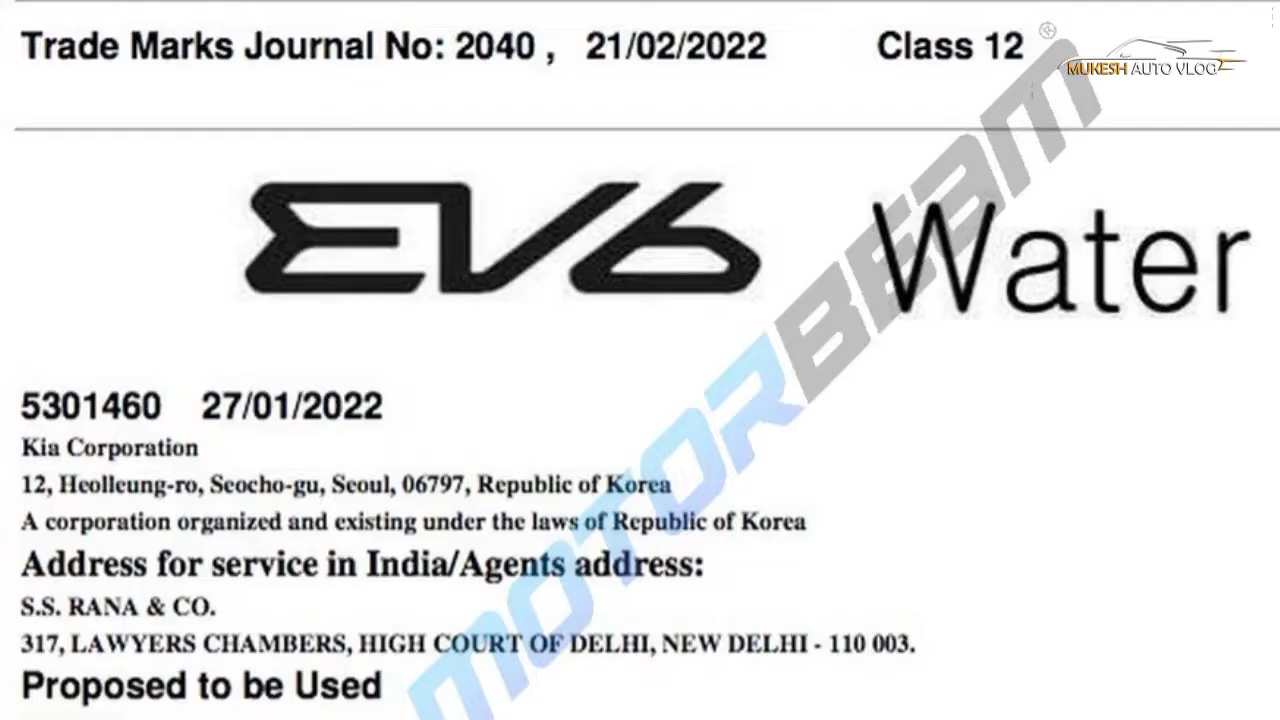 Trade Marks Journal No: 2040 , 21/02/2022 Class 12
MUKESH AUTO VLOG
EV6 Water
5301460 27/01/2022
Kia Corporation
12, Heolleung-ro, Seocho-gu, Seoul, 06797, Republic of Korea
A corporation organized and existing under the laws of Republic of Korea
Address for service in India/Agents address:
S.S. RANA & CO.
317, LAWYERS CHAMBERS, HIGH COURT OF DELHI, NEW DELHI - 110 003.
Proposed to be Used
MOTORBEAM ®